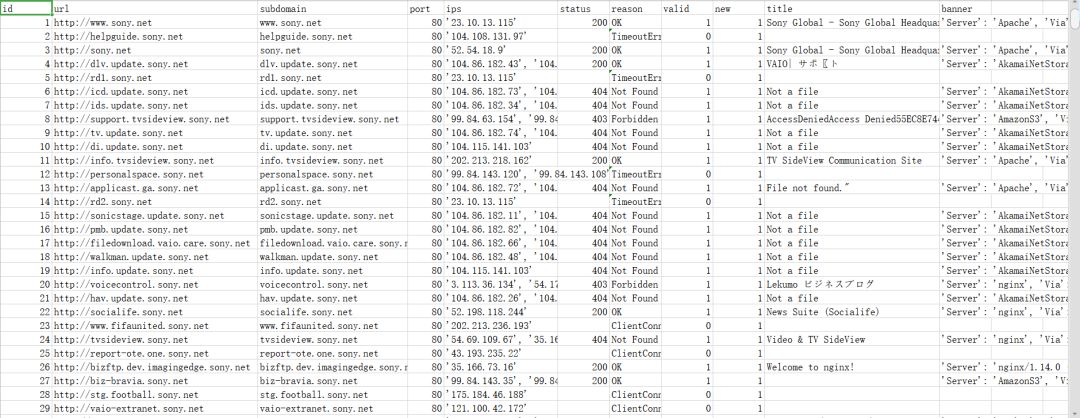 id url subdomain port ips status reason valid new title banner
1 http://www.sony.net www.sony.net 80 '23.10.13.115' 200 OK 1 1 Sony Global - Sony Global Headqua 'Server': 'Apache', 'Via'
2 http://helpguide.sony.net helpguide.sony.net 80 '104.108.131.97' TimeoutErr 0 1
3 http://sony.net sony.net 80 '52.54.18.9' 200 OK 1 1 Sony Global - Sony Global Headqua 'Server': 'Apache', 'Via'
4 http://dlv.update.sony.net dlv.update.sony.net 80 '104.86.182.43', '104. 200 OK 1 1 VAIO| サポ〖ト 'Server': 'AkamaiNetStora
5 http://rd1.sony.net rd1.sony.net 80 '23.10.13.115' TimeoutErr 0 1
6 http://icd.update.sony.net icd.update.sony.net 80 '104.86.182.73', '104. 404 Not Found 1 1 Not a file 'Server': 'AkamaiNetStora
7 http://ids.update.sony.net ids.update.sony.net 80 '104.86.182.34', '104. 404 Not Found 1 1 Not a file 'Server': 'AkamaiNetStora
8 http://support.tvsideview.sony.net support.tvsideview.sony.net 80 '99.84.63.154', '99.84 403 Forbidden 1 1 AccessDeniedAccess Denied55EC8E74 'Server': 'AmazonS3', 'Vi
9 http://tv.update.sony.net tv.update.sony.net 80 '104.86.182.74', '104. 404 Not Found 1 1 Not a file 'Server': 'AkamaiNetStora
10 http://di.update.sony.net di.update.sony.net 80 '104.115.141.103' 404 Not Found 1 1 Not a file 'Server': 'AkamaiNetStora
11 http://info.tvsideview.sony.net info.tvsideview.sony.net 80 '202.213.218.162' 200 OK 1 1 TV SideView Communication Site 'Server': 'Apache', 'Via'
12 http://personalspace.sony.net personalspace.sony.net 80 '99.84.143.120', '99.84.143.108' TimeoutErr 0 1
13 http://applicast.ga.sony.net applicast.ga.sony.net 80 '104.86.182.72', '104. 404 Not Found 1 1 File not found." 'Server': 'Apache', 'Via'
14 http://rd2.sony.net rd2.sony.net 80 '23.10.13.115' TimeoutErr 0 1
15 http://sonicstage.update.sony.net sonicstage.update.sony.net 80 '104.86.182.11', '104. 404 Not Found 1 1 Not a file 'Server': 'AkamaiNetStora
16 http://pmb.update.sony.net pmb.update.sony.net 80 '104.86.182.82', '104. 404 Not Found 1 1 Not a file 'Server': 'AkamaiNetStora
17 http://filedownload.vaio.care.sony.net filedownload.vaio.care.sony.n 80 '104.86.182.66', '104. 404 Not Found 1 1 Not a file 'Server': 'AkamaiNetStora
18 http://walkman.update.sony.net walkman.update.sony.net 80 '104.86.182.48', '104. 404 Not Found 1 1 Not a file 'Server': 'AkamaiNetStora
19 http://info.update.sony.net info.update.sony.net 80 '104.115.141.103' 404 Not Found 1 1 Not a file 'Server': 'AkamaiNetStora
20 http://voicecontrol.sony.net voicecontrol.sony.net 80 '3.113.36.134', '54.17 403 Forbidden 1 1 Lekumo ビジネスブログ 'Server': 'nginx', 'Via'
21 http://hav.update.sony.net hav.update.sony.net 80 '104.86.182.26', '104. 404 Not Found 1 1 Not a file 'Server': 'AkamaiNetStora
22 http://socialife.sony.net socialife.sony.net 80 '52.198.118.244' 200 OK 1 1 News Suite (Socialife) 'Server': 'nginx', 'Via'
23 http://www.fifaunited.sony.net www.fifaunited.sony.net 80 '202.213.236.193' ClientConn 0 1
24 http://tvsideview.sony.net tvsideview.sony.net 80 '54.69.109.67', '35.16 404 Not Found 1 1 Video & TV SideView 'Server': 'nginx', 'Via'
25 http://report-ote.one.sony.net report-ote.one.sony.net 80 '43.193.235.22' ClientConn 0 1
26 http://bizftp.dev.imagingedge.sony.net bizftp.dev.imagingedge.sony.n 80 '35.166.73.16' 200 OK 1 1 Welcome to nginx! 'Server': 'nginx/1.14.0
27 http://biz-bravia.sony.net biz-bravia.sony.net 80 '99.84.143.35', '99.84 200 OK 1 1 'Server': 'AmazonS3', 'Vi
28 http://stg.football.sony.net stg.football.sony.net 80 '175.184.46.188' ClientConn 0 1
29 http://vaio-extranet.sony.net vaio-extranet.sony.net 80 '121.100.42.172' ClientConn 0 1